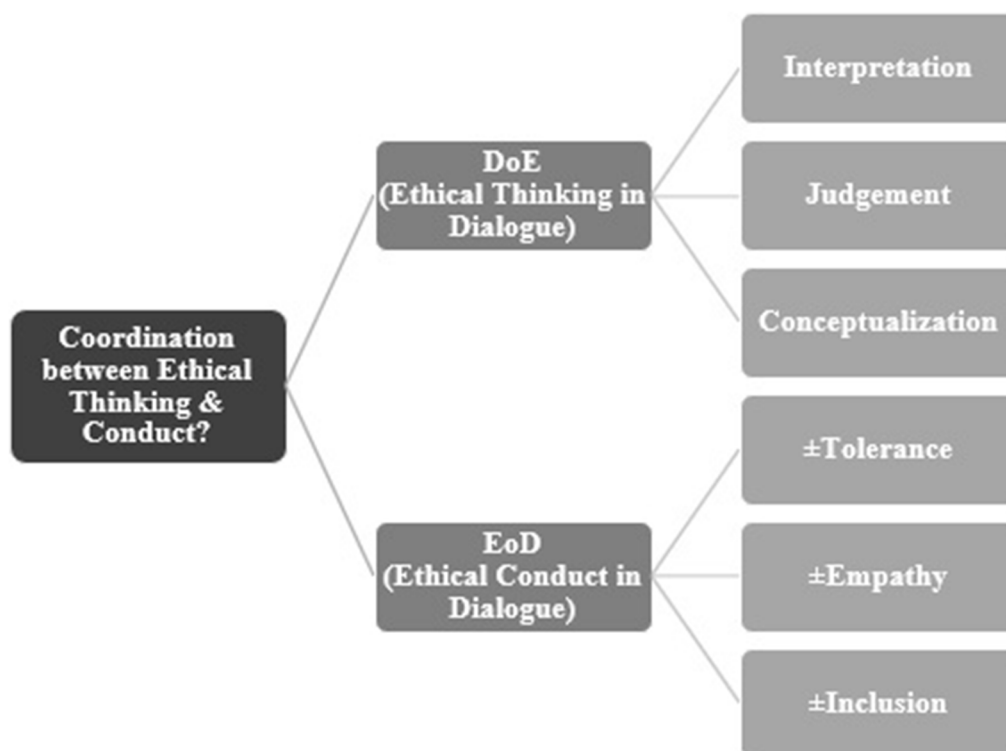 Coordination
between Ethical
Thinking &
Conduct?
DoE
(Ethical Thinking in
Dialogue)
Interpretation
Judgement
Conceptualization
EoD
(Ethical Conduct in
Dialogue)
±Tolerance
±Empathy
±Inclusion